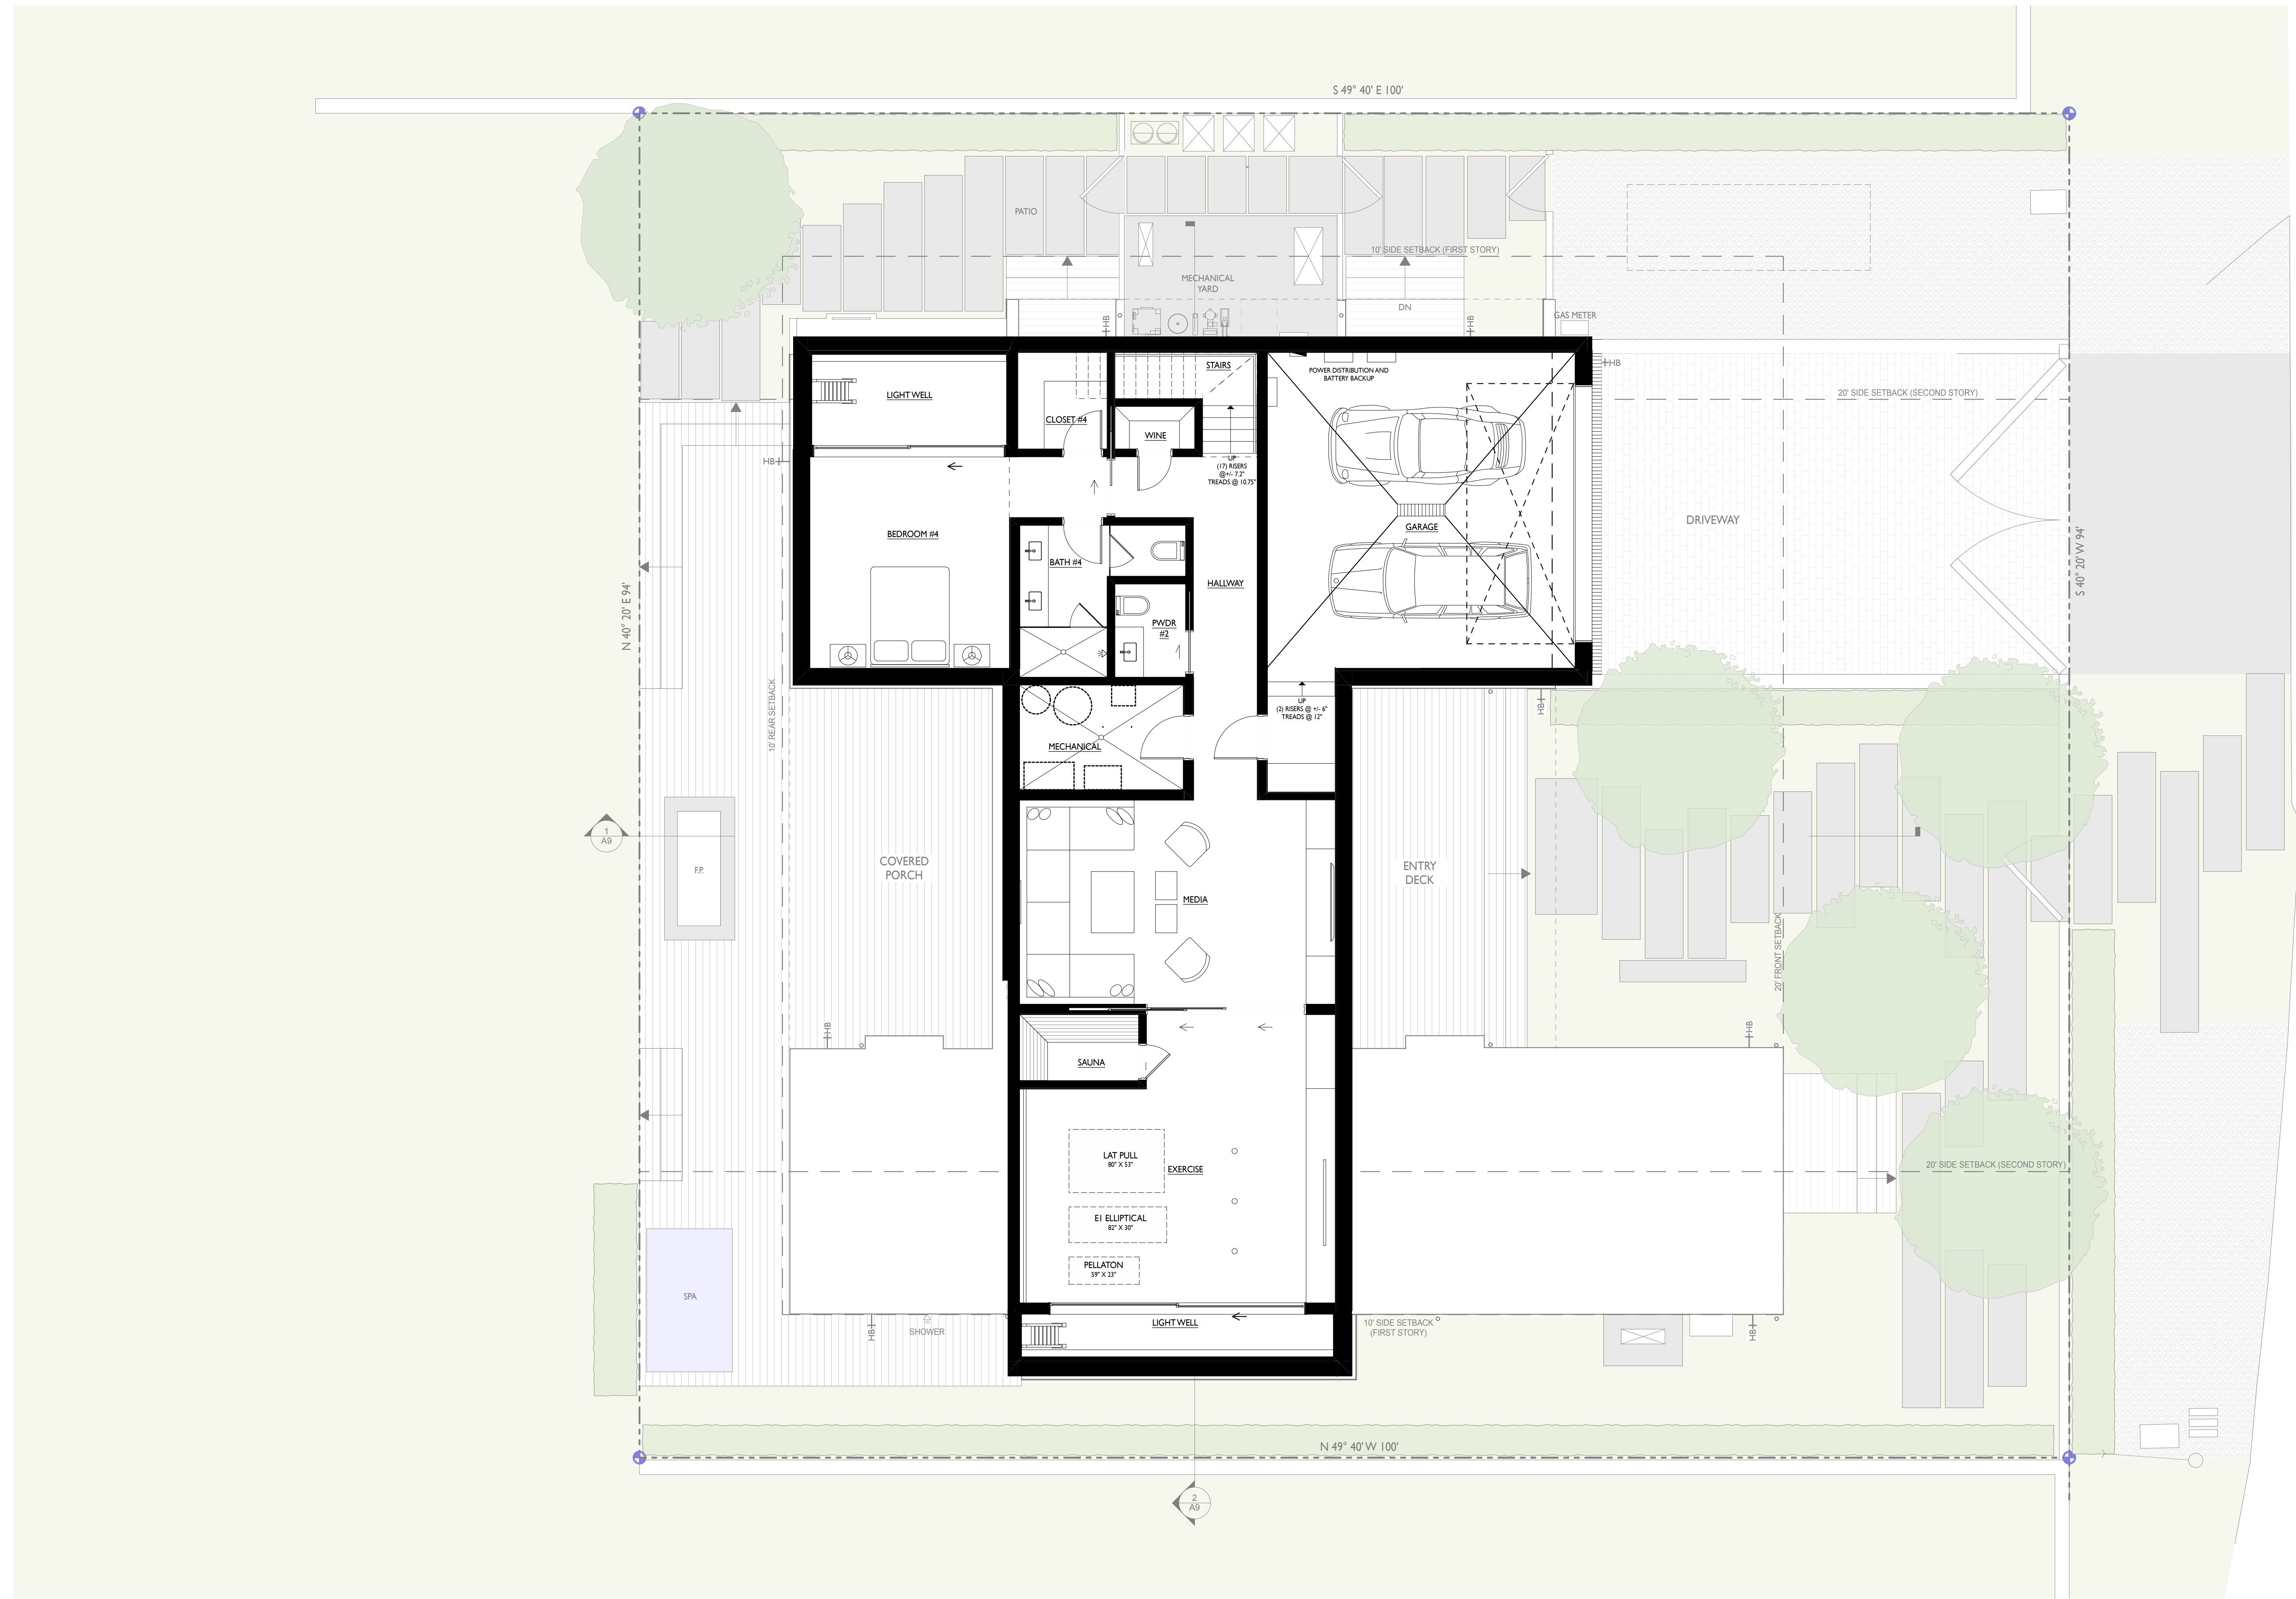 S 49° 40' E 100'
PATIO
10' SIDE SETBACK (FIRST STORY)
MECHANICAL
YARD
DN
HB
HB
GAS METER
HB
STAIRS
POWER DISTRIBUTION AND
BATTERY BACKUP
LIGHT WELL
20' SIDE SETBACK (SECOND STORY)
CLOSET #4
WINE
HB
UP
(17) RISERS
@+/- 7.2"
TREADS @ 10.75"
BEDROOM #4
GARAGE
DRIVEWAY
BATH #4
HALLWAY
N 40° 20' E 94'
S 40° 20' W 94'
PWDR
#2
10' REAR SETBACK
UP
(2) RISERS @ +/- 6"
TREADS @ 12"
HB
MECHANICAL
1
A9
COVERED
PORCH
F.P.
ENTRY
DECK
MEDIA
20' FRONT SETBACK
HB
HB
SAUNA
LAT PULL
80" X 53"
EXERCISE
20' SIDE SETBACK (SECOND STORY)
E1 ELLIPTICAL
82" X 30"
PELLATON
59" X 23"
SPA
HB
SHOWER
LIGHT WELL
10' SIDE SETBACK
(FIRST STORY)
HB
N 49° 40' W 100'
2
A9